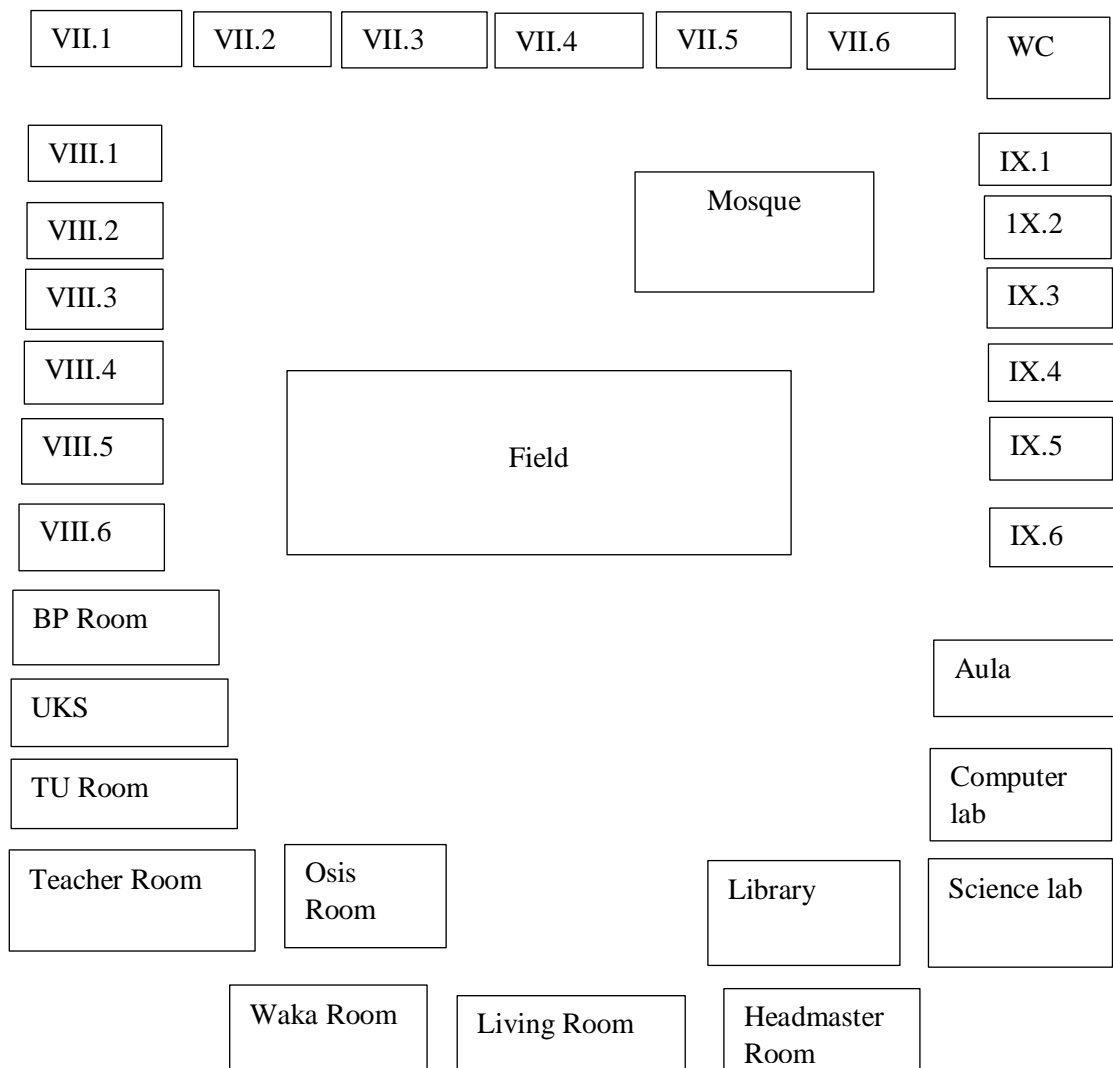 VII.1
VII.2
VII.3
VII.4
VII.5
VII.6
WC
VIII.1
IX.1
Mosque
VIII.2
1X.2
VIII.3
IX.3
VIII.4
IX.4
VIII.5
Field
IX.5
VIII.6
IX.6
BP Room
Aula
UKS
TU Room
Computer
lab
Teacher Room
Osis
Room
Library
Science lab
Waka Room
Living Room
Headmaster
Room